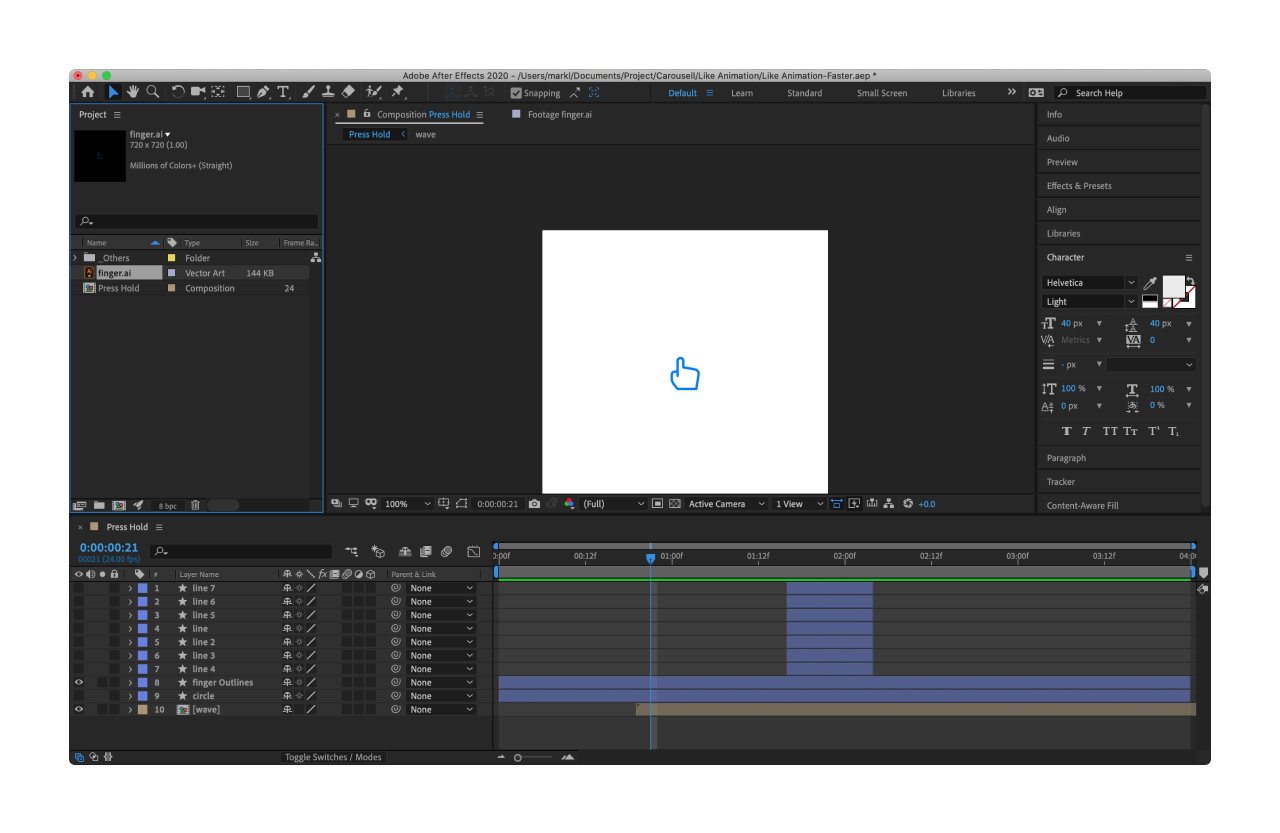 Adobe After Effects 2020 - /Users/markl/Documents/Project/Carousell/Like Animation/Like Animation-Faster.aep *
Snapping Default Learn Standard Small Screen Libraries Search Help
Project
finger.ai
720 x 720 (1.00)
Millions of Colors+ (Straight)
Name Type Size Frame Ra..
_Others Folder
finger.ai Vector Art 144 KB
Press Hold Composition 24
8 bpc
Composition Press Hold Footage finger.ai
Press Hold wave
100% 0:00:00:21 (Full) Active Camera 1 View +0.0
Info
Audio
Preview
Effects & Presets
Align
Libraries
Character
Helvetica
Light
40 px 40 px
Metrics 0
- px
100 % 100 %
0 px 0 %
T T TT TT T¹ T₁
Paragraph
Tracker
Content-Aware Fill
Press Hold
0:00:00:21
00021 (24.00 fps)
# Layer Name Parent & Link
1 line 7 None
2 line 6 None
3 line 5 None
4 line None
5 line 2 None
6 line 3 None
7 line 4 None
8 finger Outlines None
9 circle None
10 [wave] None
Toggle Switches / Modes
):00f 00:12f 01:00f 01:12f 02:00f 02:12f 03:00f 03:12f 04:0